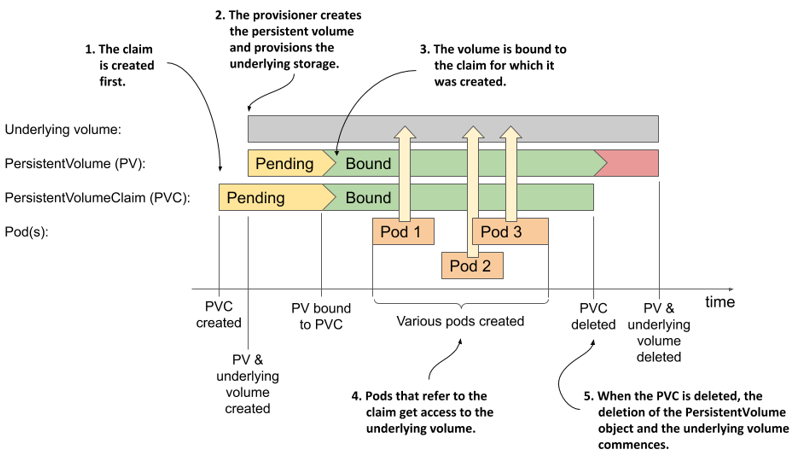 2. The provisioner creates
the persistent volume
and provisions the
underlying storage.
1. The claim
is created
first.
3. The volume is bound to
the claim for which it
was created.
Underlying volume:
PersistentVolume (PV):
Pending
Bound
PersistentVolumeClaim (PVC):
Pending
Bound
Pod(s):
Pod 1
Pod 3
Pod 2
time
PVC
created
PV bound
to PVC
Various pods created
PVC
deleted
PV &
underlying
volume
deleted
PV &
underlying
volume
created
4. Pods that refer to the
claim get access to the
underlying volume.
5. When the PVC is deleted, the
deletion of the PersistentVolume
object and the underlying volume
commences.